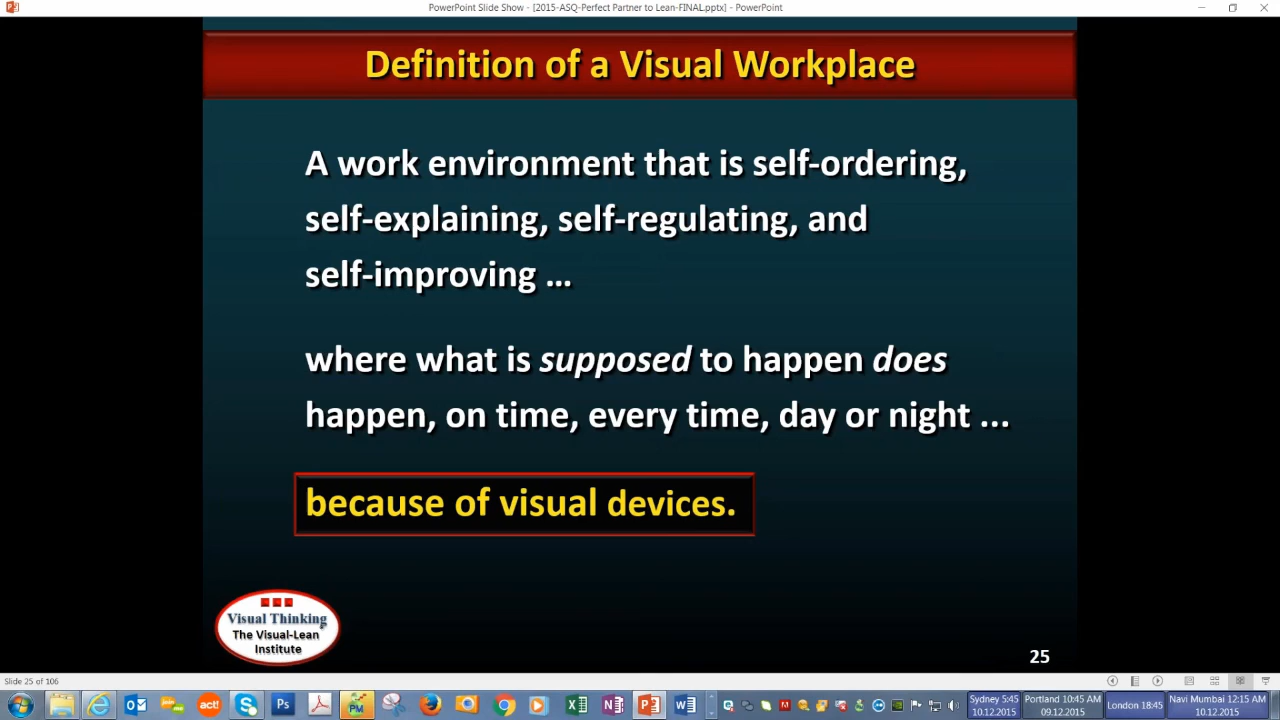 PowerPoint Slide Show - [2015-ASQ-Perfect Partner to Lean-FINAL.pptx] - PowerPoint
Definition of a Visual Workplace
A work environment that is self-ordering,
self-explaining, self-regulating, and
self-improving ...
where what is supposed to happen does
happen, on time, every time, day or night ...
because of visual devices.
Visual Thinking
The Visual-Lean
Institute
25
Slide 25 of 106
act!
Ps
PM
Sydney 5:45
10.12.2015
Portland 10:45 AM
09.12.2015
London 18:45
Navi Mumbai 12:15 AM
10.12.2015